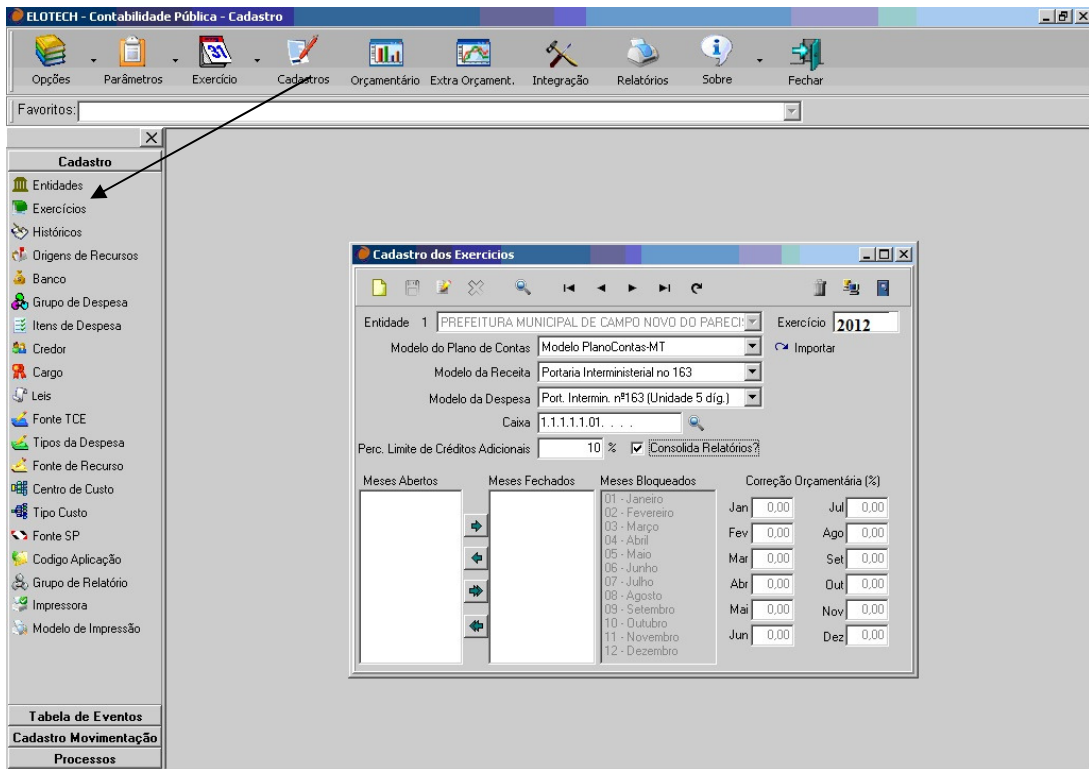 ELOTECH - Contabilidade Pública - Cadastro
Opções Parâmetros Exercício Cadastros Orçamentário Extra Orçament. Integração Relatórios Sobre Fechar
Favoritos:
Cadastro
Entidades
Exercícios
Históricos
Origens de Recursos
Banco
Grupo de Despesa
Itens de Despesa
Credor
Cargo
Leis
Fonte TCE
Tipos da Despesa
Fonte de Recurso
Centro de Custo
Tipo Custo
Fonte SP
Codigo Aplicação
Grupo de Relatório
Impressora
Modelo de Impressão
Tabela de Eventos
Cadastro Movimentação
Processos
Cadastro dos Exercícios
Entidade 1 PREFEITURA MUNICIPAL DE CAMPO NOVO DO PARECI Exercício 2012
Modelo do Plano de Contas Modelo PlanoContas-MT Importar
Modelo da Receita Portaria Interministerial no 163
Modelo da Despesa Port. Intermin. nº163 (Unidade 5 díg.)
Caixa 1.1.1.1.1.01. . . .
Perc. Limite de Créditos Adicionais 10 % Consolida Relatórios?
Meses Abertos Meses Fechados Meses Bloqueados Correção Orçamentária (%)
01 - Janeiro
02 - Fevereiro
03 - Março
04 - Abril
05 - Maio
06 - Junho
07 - Julho
08 - Agosto
09 - Setembro
10 - Outubro
11 - Novembro
12 - Dezembro
Jan 0,00 Jul 0,00
Fev 0,00 Ago 0,00
Mar 0,00 Set 0,00
Abr 0,00 Out 0,00
Mai 0,00 Nov 0,00
Jun 0,00 Dez 0,00